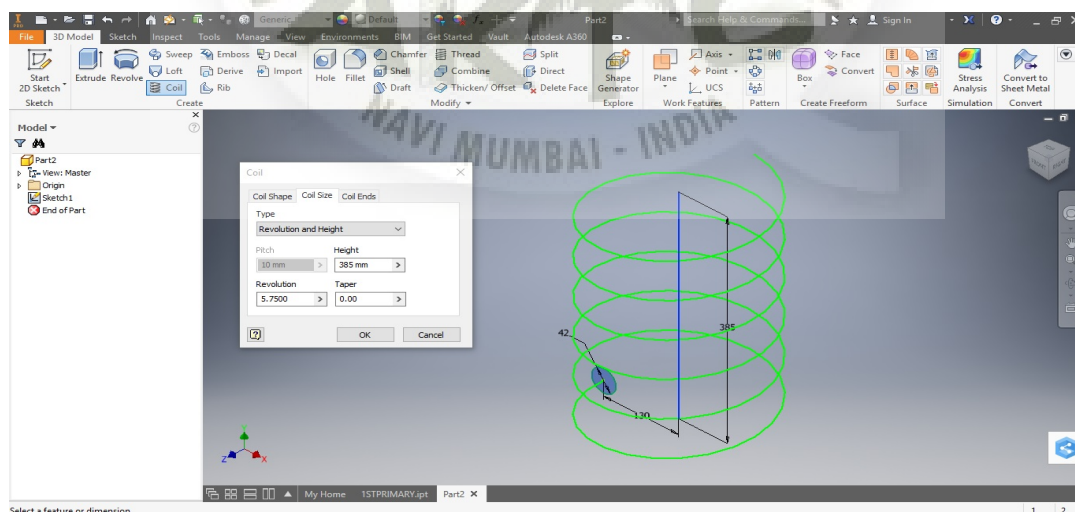 PRO
Generic
Default
Part2
Search Help & Commands...
Sign In
File 3D Model Sketch Inspect Tools Manage View Environments BIM Get Started Vault Autodesk A360
Start 2D Sketch
Extrude Revolve
Sweep Emboss Decal
Loft Derive Import
Coil Rib
Hole Fillet
Chamfer Thread Split
Shell Combine Direct
Draft Thicken/ Offset Delete Face
Shape Generator
Plane
Axis
Point
UCS
Box
Face
Convert
Stress Analysis
Convert to Sheet Metal
Sketch Create Modify Explore Work Features Pattern Create Freeform Surface Simulation Convert
NAVI MUMBAI - INDIA
Model
Part2
View: Master
Origin
Sketch1
End of Part
Coil
Coil Shape Coil Size Coil Ends
Type
Revolution and Height
Pitch Height
10 mm > 385 mm >
Revolution Taper
5.7500 > 0.00 >
OK Cancel
42
385
130
Y
Z X
My Home 1STPRIMARY.ipt Part2
Select a feature or dimension
1 2